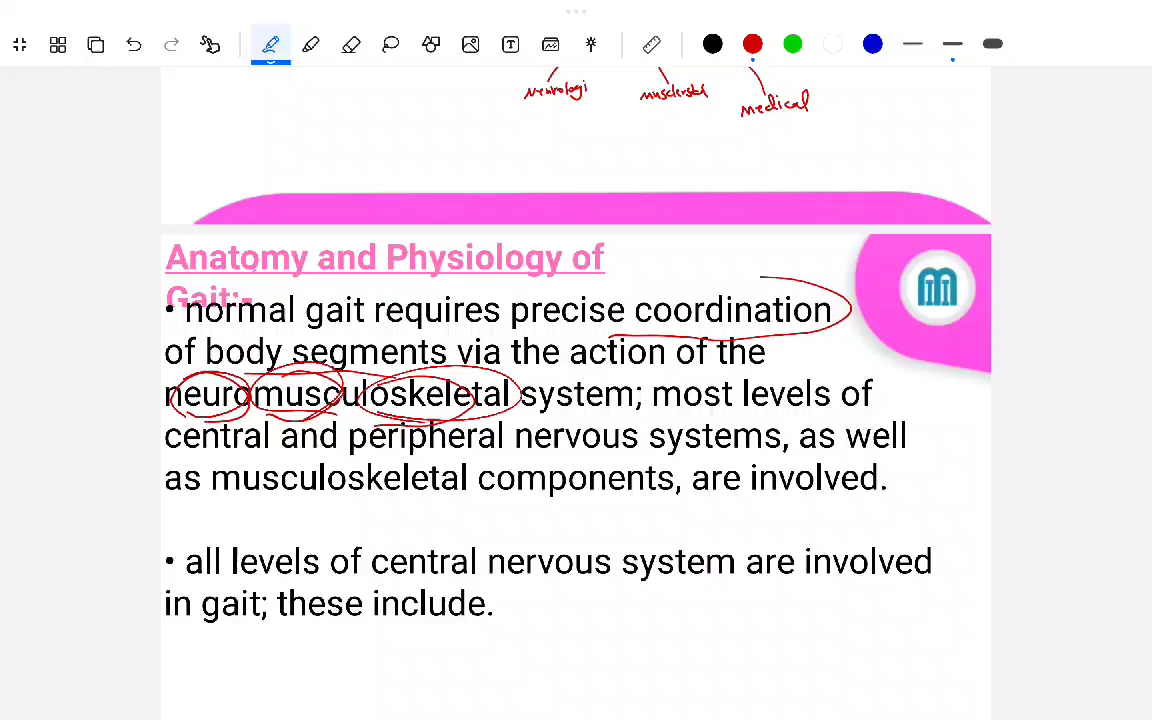 neurologi
medical
Anatomy and Physiology of
Gait:-
• normal gait requires precise coordination
of body segments via the action of the
neuromusculoskeletal system; most levels of
central and peripheral nervous systems, as well
as musculoskeletal components, are involved.
• all levels of central nervous system are involved
in gait; these include.